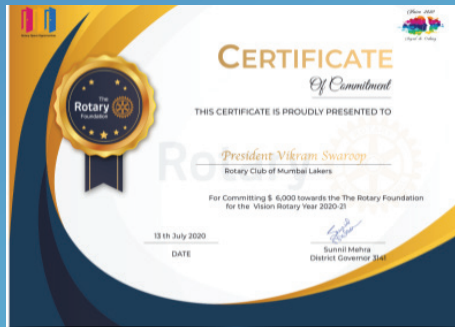 CERTIFICATE
Of Commitment
THIS CERTIFICATE IS PROUDLY PRESENTED TO
The
Rotary
Foundation
President Vikram Swaroop
Rotary Club of Mumbai Lakers
For Committing $ 6,000 towards the The Rotary Foundation
for the Vision Rotary Year 2020-21
13 th July 2020
DATE
Sunnil Mehra
District Governor 3141